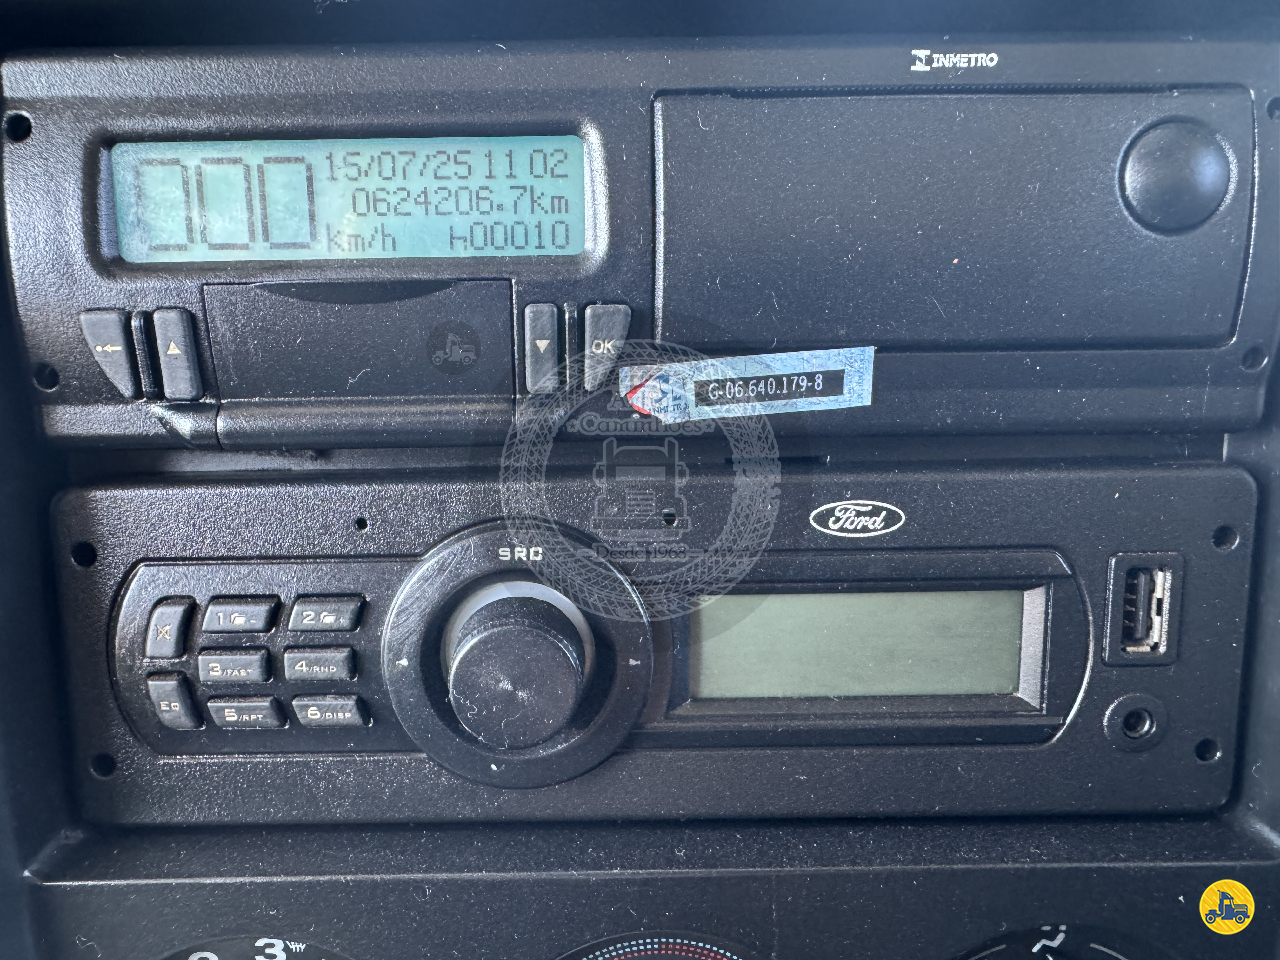 INMETRO
000
15/07/25 11 02
0624206.7km
km/h
h00010
OK
G-06.640.179-8
Caminhões
Desde 1963
Ford
SRC
1 -
2 +
3/FAST
4/RND
EQ
5/RPT
6/DISP
3